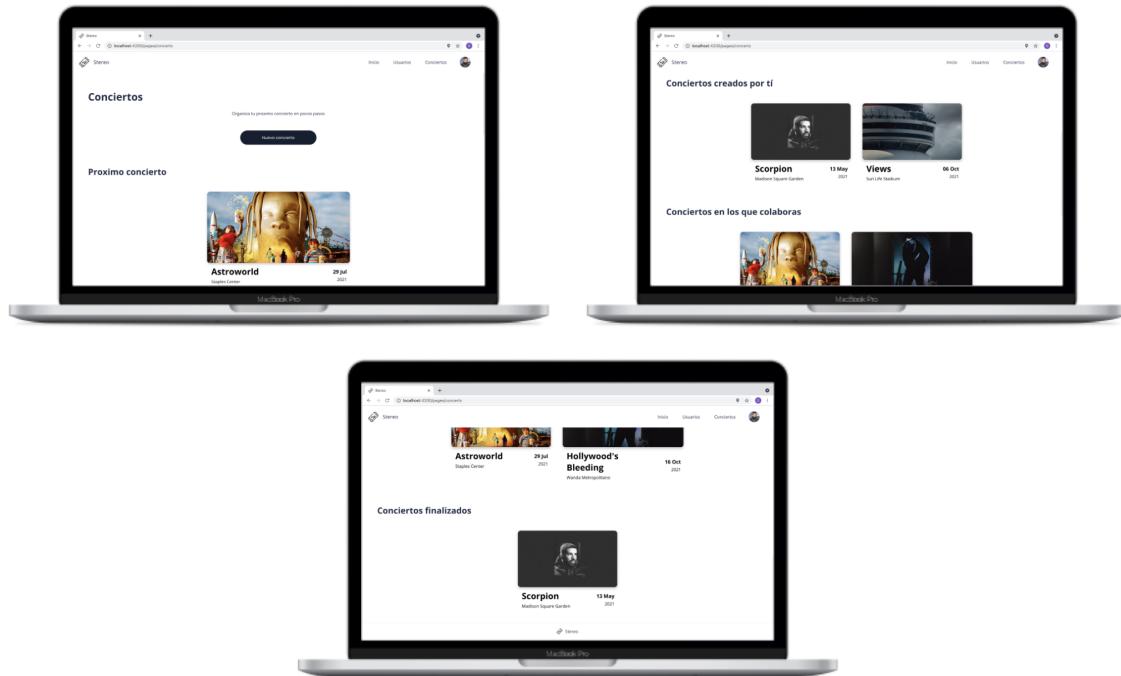 Stereo
localhost:4200/pages/concerts
Stereo
Inicio Usuarios Conciertos
Conciertos
Organiza tu próximo concierto en pocos pasos
Nuevo concierto
Proximo concierto
Astroworld 29 Jul
Staples Center 2021
MacBook Pro
Stereo
localhost:4200/pages/concerts
Stereo
Inicio Usuarios Conciertos
Conciertos creados por tí
Scorpion 13 May
Madison Square Garden 2021
Views 06 Oct
Sun Life Stadium 2021
Conciertos en los que colaboras
MacBook Pro
Stereo
localhost:4200/pages/concerts
Stereo
Inicio Usuarios Conciertos
Astroworld 29 Jul
Staples Center 2021
Hollywood's
Bleeding 16 Oct
Wanda Metropolitano 2021
Conciertos finalizados
Scorpion 13 May
Madison Square Garden 2021
Stereo
MacBook Pro